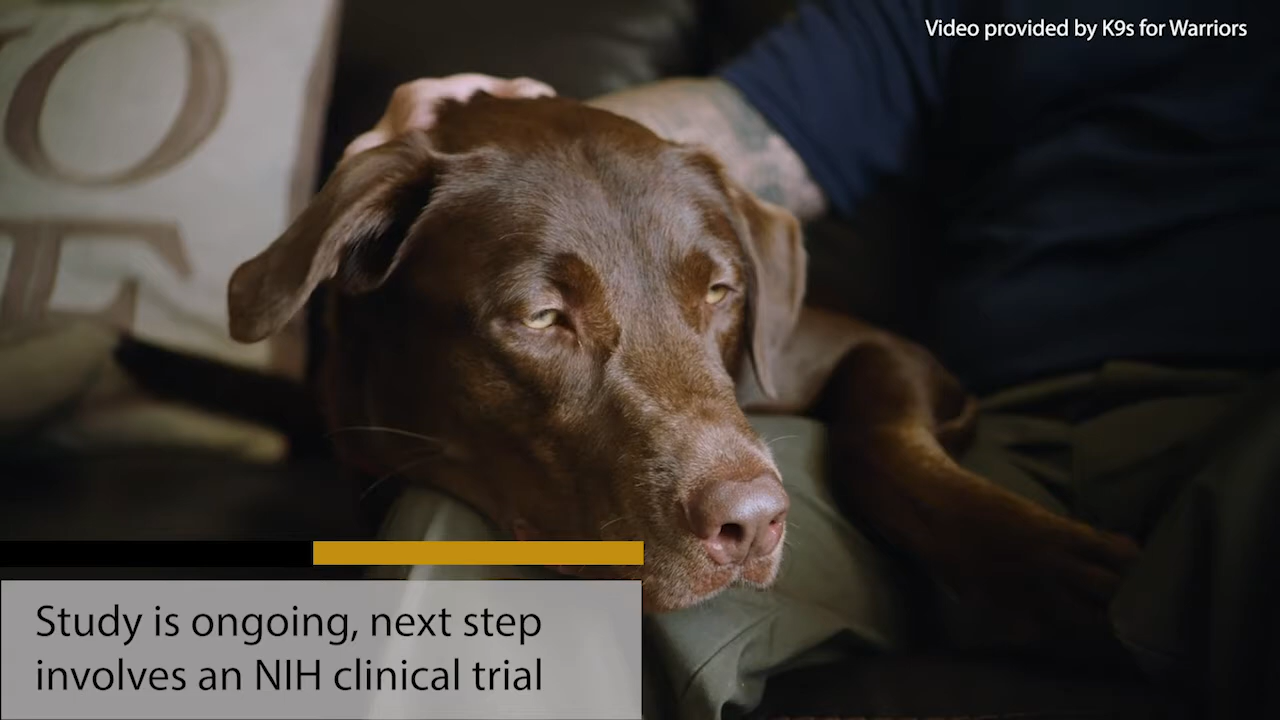 Video provided by K9s for Warriors
O
Study is ongoing, next step
involves an NIH clinical trial